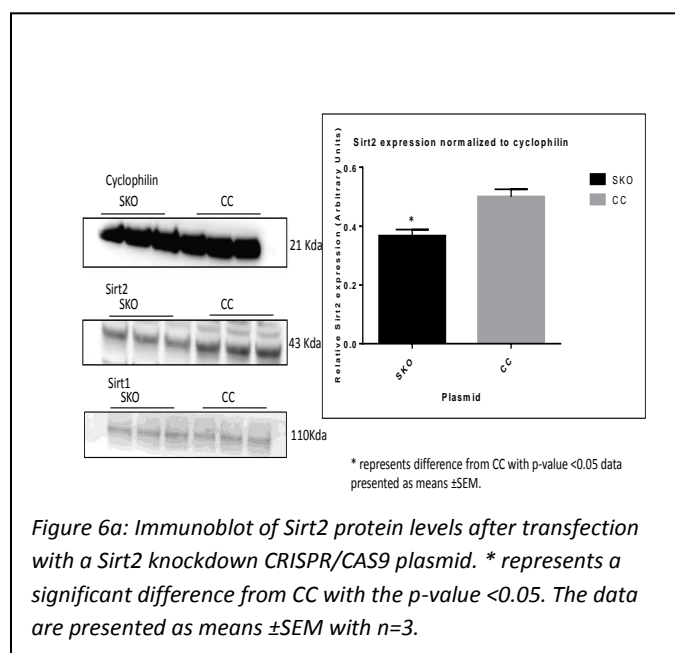 Cyclophilin
SKO CC
21 Kda
Sirt2
SKO CC
43 Kda
Sirt1
SKO CC
110Kda
Sirt2 expression normalized to cyclophilin
Relative Sirt2 expression (Arbitrary Units)
0.6
0.4
0.2
0.0
*
SKO
CC
Plasmid
SKO
CC
* represents difference from CC with p-value <0.05 data
presented as means ±SEM.
Figure 6a: Immunoblot of Sirt2 protein levels after transfection
with a Sirt2 knockdown CRISPR/CAS9 plasmid. * represents a
significant difference from CC with the p-value <0.05. The data
are presented as means ±SEM with n=3.